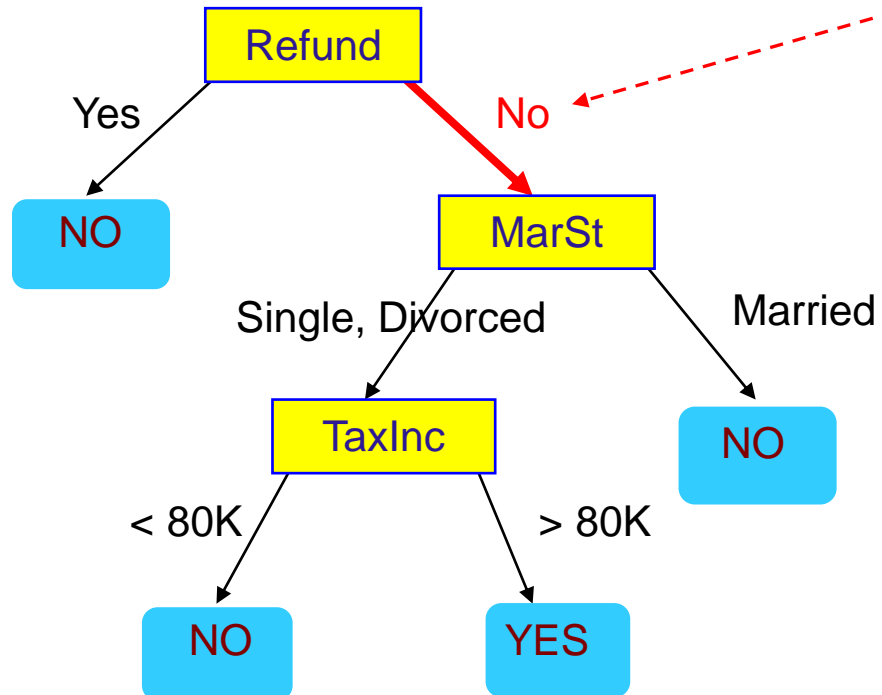 Refund
Yes
No
NO
MarSt
Single, Divorced
Married
TaxInc
NO
< 80K
> 80K
NO
YES